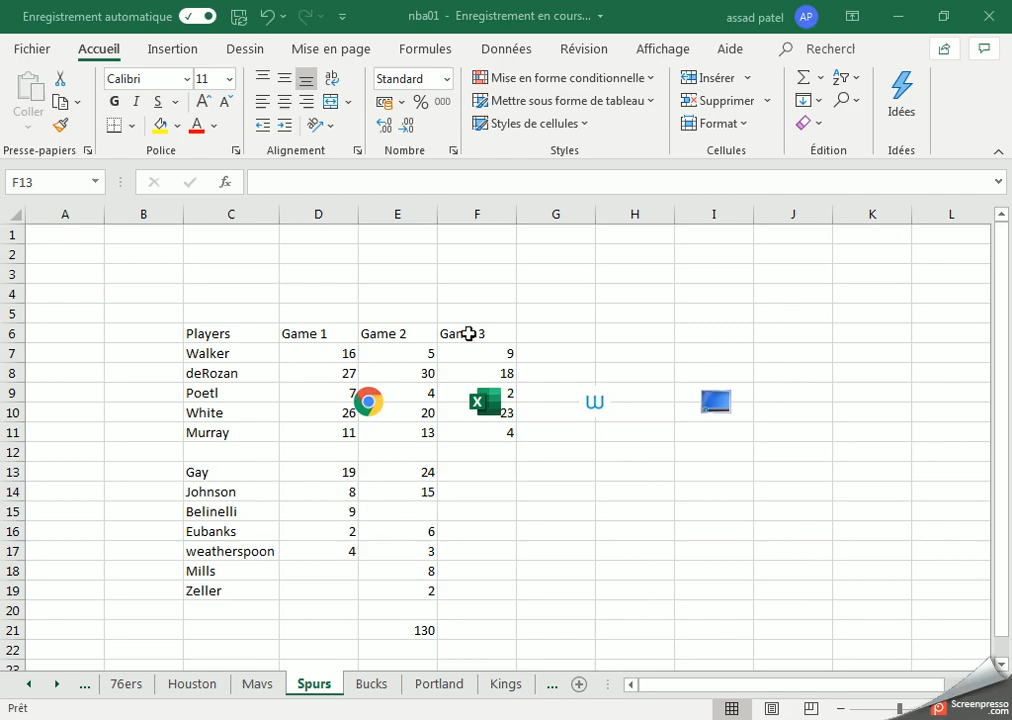 Enregistrement automatique
nba01 - Enregistrement en cours...
assad patel AP
Fichier Accueil Insertion Dessin Mise en page Formules Données Révision Affichage Aide Recherch
Coller
Calibri 11
G I S
Standard
% 000
Mise en forme conditionnelle
Mettre sous forme de tableau
Styles de cellules
Insérer
Supprimer
Format
Idées
Presse-papiers Police Alignement Nombre Styles Cellules Édition Idées
F13 fx
A B C D E F G H I J K L
1
2
3
4
5
6 Players Game 1 Game 2 3
7 Walker 16 5 9
8 deRozan 27 30 18
9 Poetl 7 4 2
10 White 26 20 23
11 Murray 11 13 4
12
13 Gay 19 24
14 Johnson 8 15
15 Belinelli 9
16 Eubanks 2 6
17 weatherspoon 4 3
18 Mills 8
19 Zeller 2
20
21 130
22
23
... 76ers Houston Mavs Spurs Bucks Portland Kings ...
Prêt
Screenpresso
.com